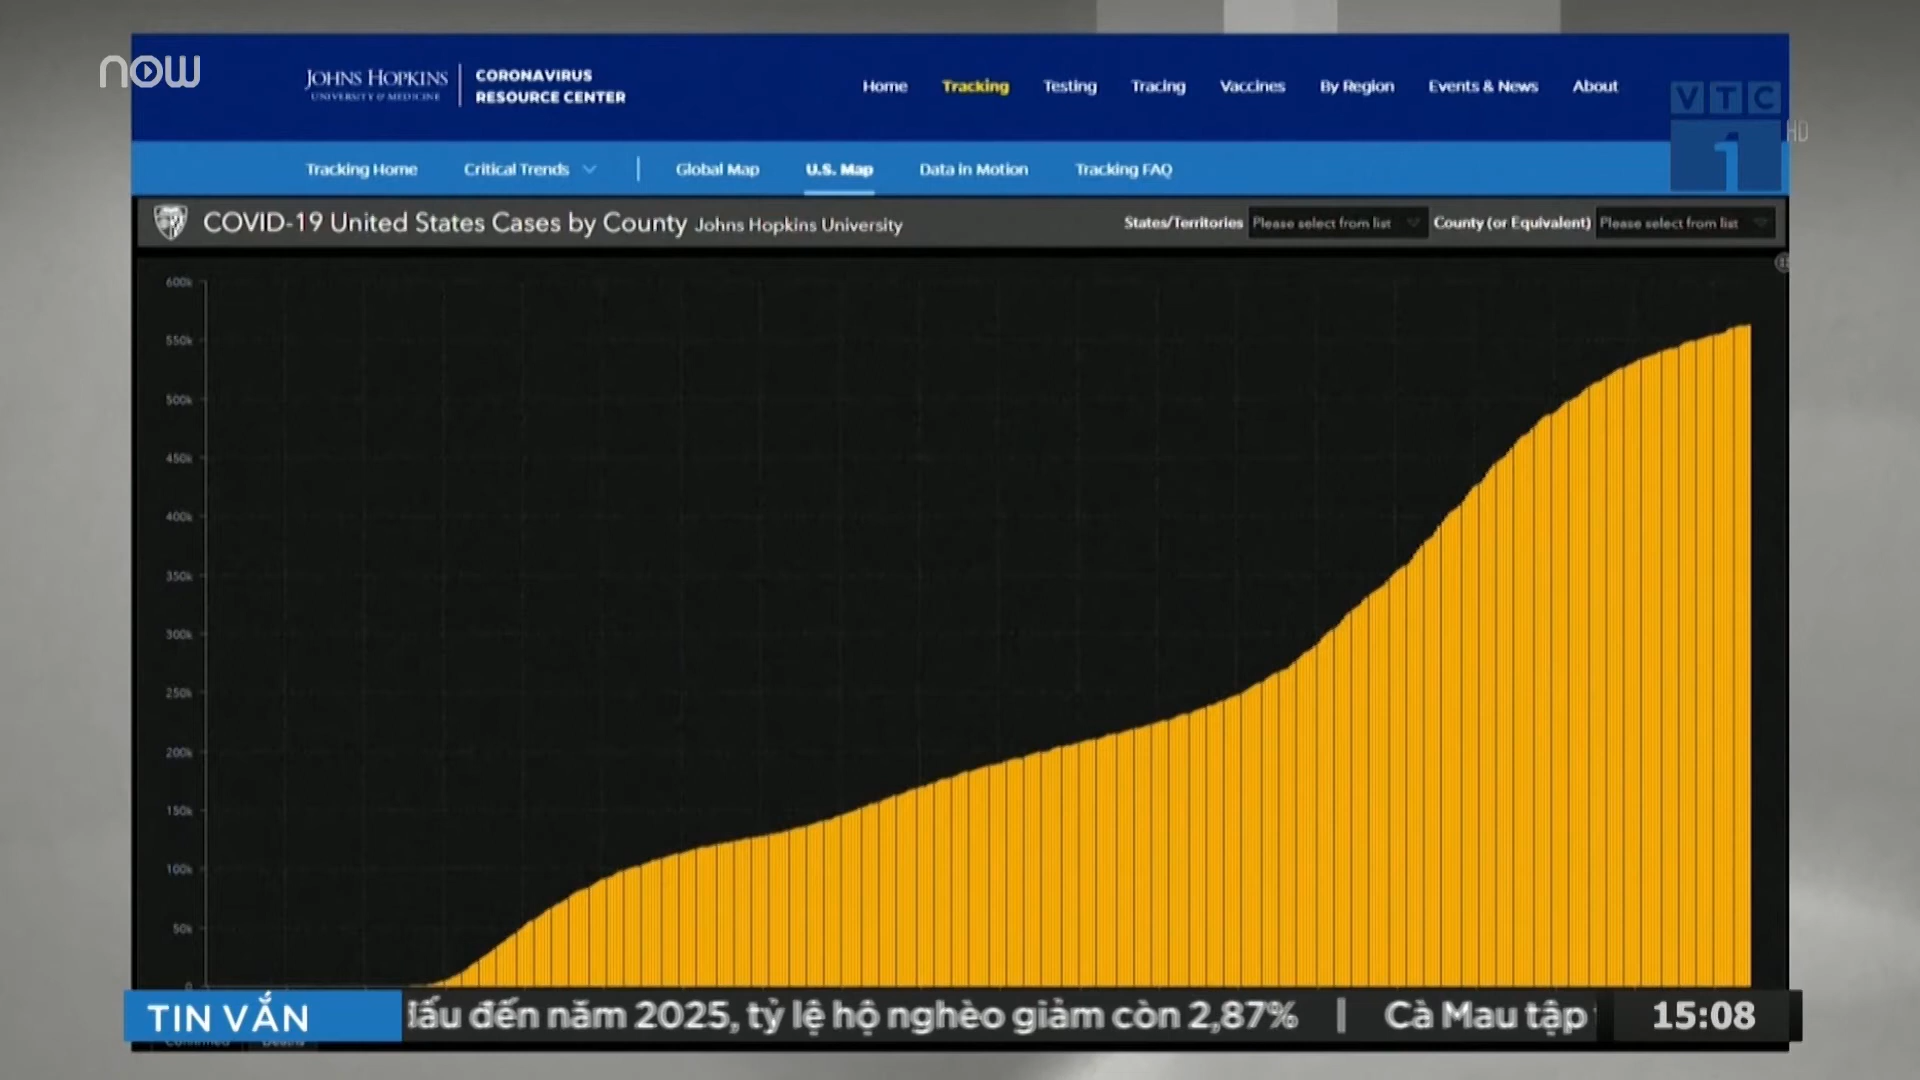 now
JOHNS HOPKINS
UNIVERSITY & MEDICINE
CORONAVIRUS
RESOURCE CENTER
Home Tracking Testing Tracing Vaccines By Region Events & News About
VTC
1
HD
Tracking Home Critical Trends Global Map U.S. Map Data in Motion Tracking FAQ
COVID-19 United States Cases by County Johns Hopkins University
States/Territories Please select from list County (or Equivalent) Please select from list
600k
550k
500k
450k
400k
350k
300k
250k
200k
150k
100k
50k
0
TIN VẮN
đến năm 2025, tỷ lệ hộ nghèo giảm còn 2,87% | Cà Mau tập
15:08
Confirmed Deaths